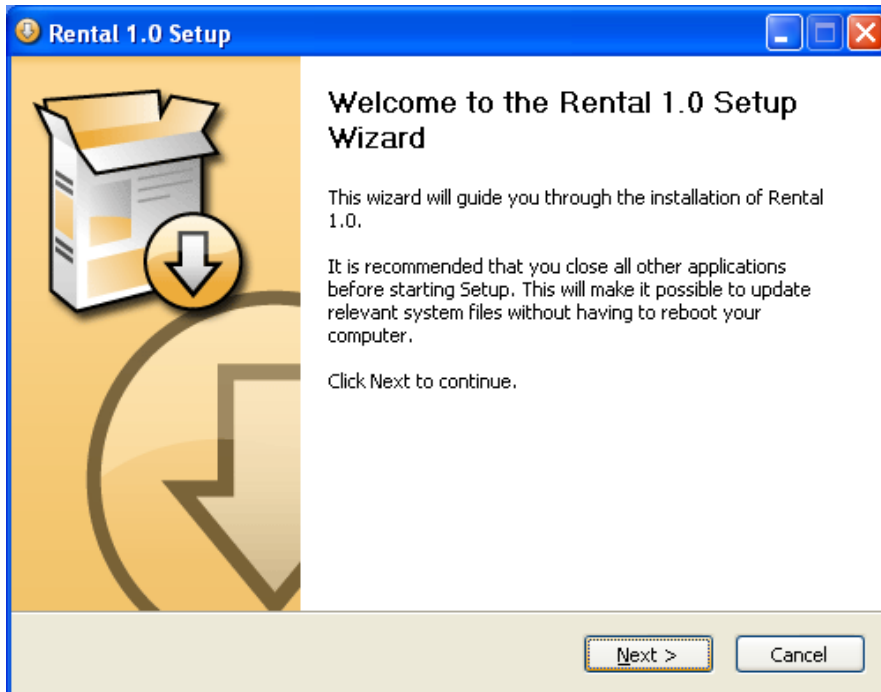 Rental 1.0 Setup
Welcome to the Rental 1.0 Setup
Wizard
This wizard will guide you through the installation of Rental
1.0.
It is recommended that you close all other applications
before starting Setup. This will make it possible to update
relevant system files without having to reboot your
computer.
Click Next to continue.
Next >
Cancel